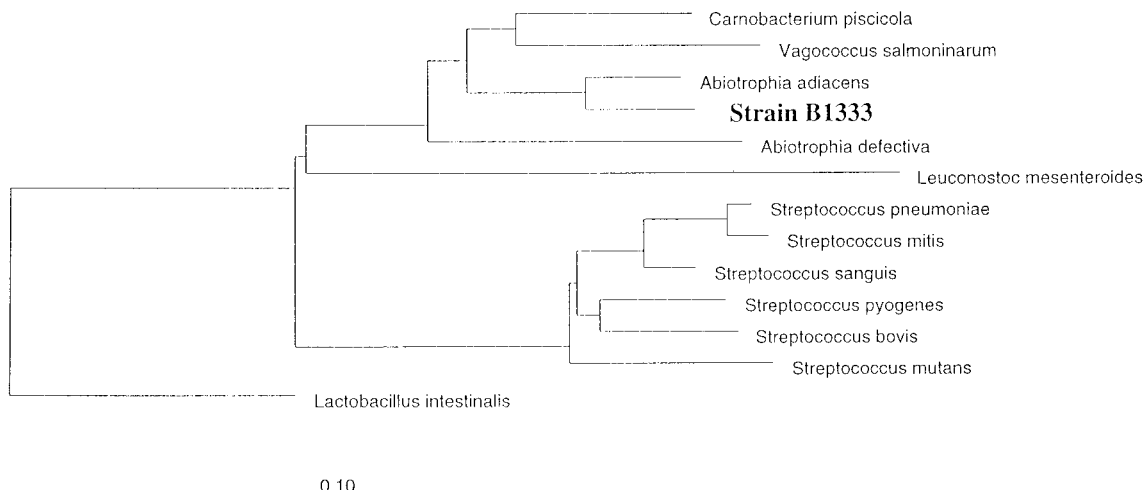 Carnobacterium piscicola
Vagococcus salmoninarum
Abiotrophia adiacens
Strain B1333
Abiotrophia defectiva
Leuconostoc mesenteroides
Streptococcus pneumoniae
Streptococcus mitis
Streptococcus sanguis
Streptococcus pyogenes
Streptococcus bovis
Streptococcus mutans
Lactobacillus intestinalis
0.10